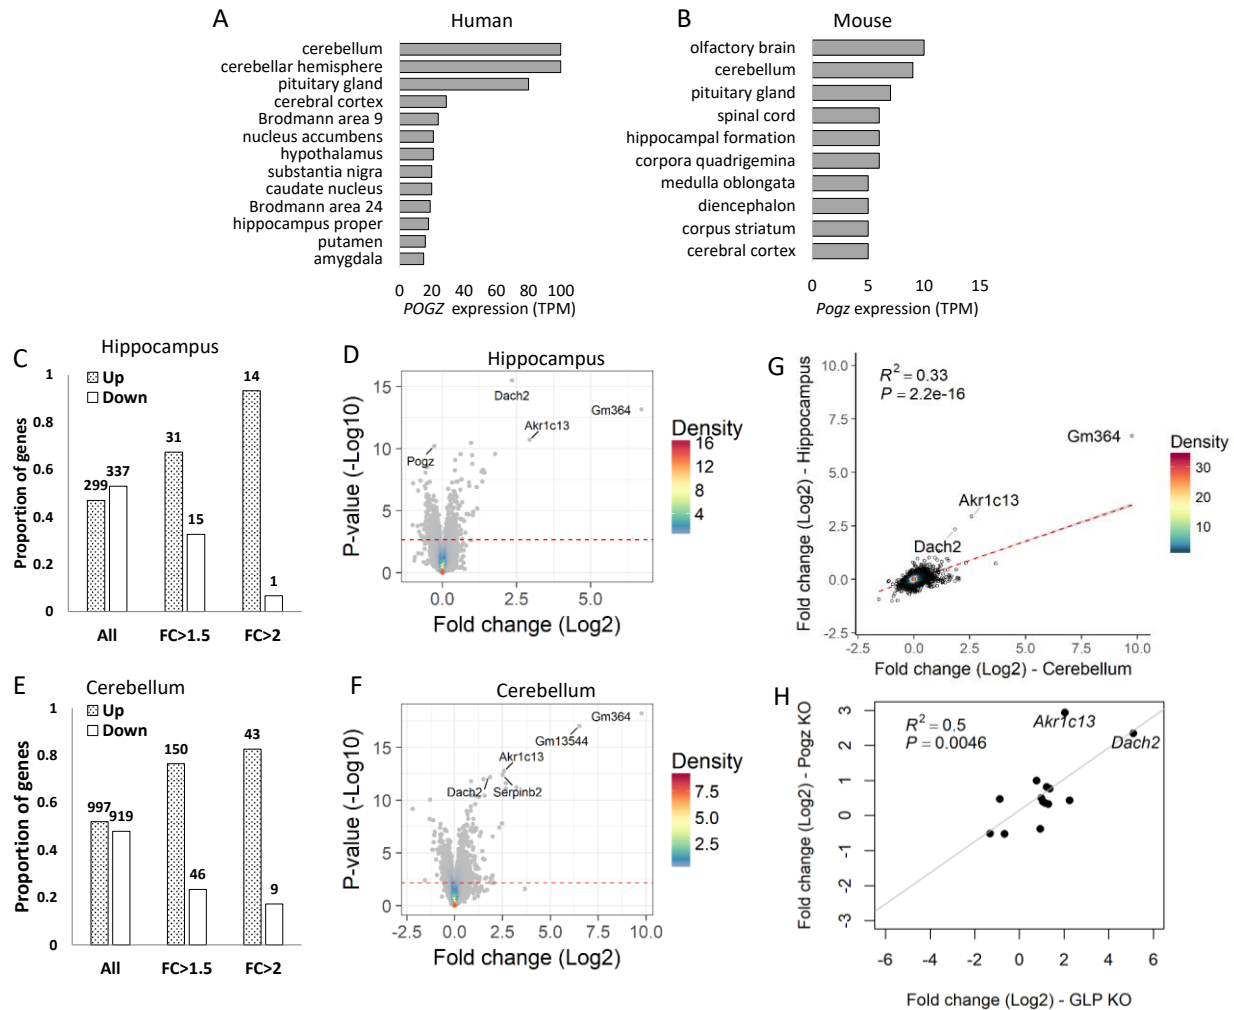 A
Human
cerebellum
cerebellar hemisphere
pituitary gland
cerebral cortex
Brodmann area 9
nucleus accumbens
hypothalamus
substantia nigra
caudate nucleus
Brodmann area 24
hippocampus proper
putamen
amygdala
0 20 40 60 80 100
POGZ expression (TPM)
B
Mouse
olfactory brain
cerebellum
pituitary gland
spinal cord
hippocampal formation
corpora quadrigemina
medulla oblongata
diencephalon
corpus striatum
cerebral cortex
0 5 10 15
Pogz expression (TPM)
C
Hippocampus
Up
Down
Proportion of genes
1
0.8
0.6
0.4
0.2
0
299 337
31
15
14
1
All FC>1.5 FC>2
D
Hippocampus
P-value (-Log10)
15
10
5
0
Dach2
Gm364
Akr1c13
Pogz
0.0 2.5 5.0
Fold change (Log2)
Density
16
12
8
4
E
Cerebellum
Up
Down
Proportion of genes
1
0.8
0.6
0.4
0.2
0
997 919
150
46
43
9
All FC>1.5 FC>2
F
Cerebellum
P-value (-Log10)
15
10
5
0
Gm364
Gm13544
Akr1c13
Dach2
Serpinb2
-2.5 0.0 2.5 5.0 7.5 10.0
Fold change (Log2)
Density
7.5
5.0
2.5
G
Fold change (Log2) - Hippocampus
10.0
7.5
5.0
2.5
0.0
-2.5
R² = 0.33
P = 2.2e-16
Gm364
Akr1c13
Dach2
-2.5 0.0 2.5 5.0 7.5 10.0
Fold change (Log2) - Cerebellum
Density
30
20
10
H
Fold change (Log2) - Pogz KO
3
2
1
0
-1
-2
-3
R² = 0.5
P = 0.0046
Akr1c13
Dach2
-6 -4 -2 0 2 4 6
Fold change (Log2) - GLP KO